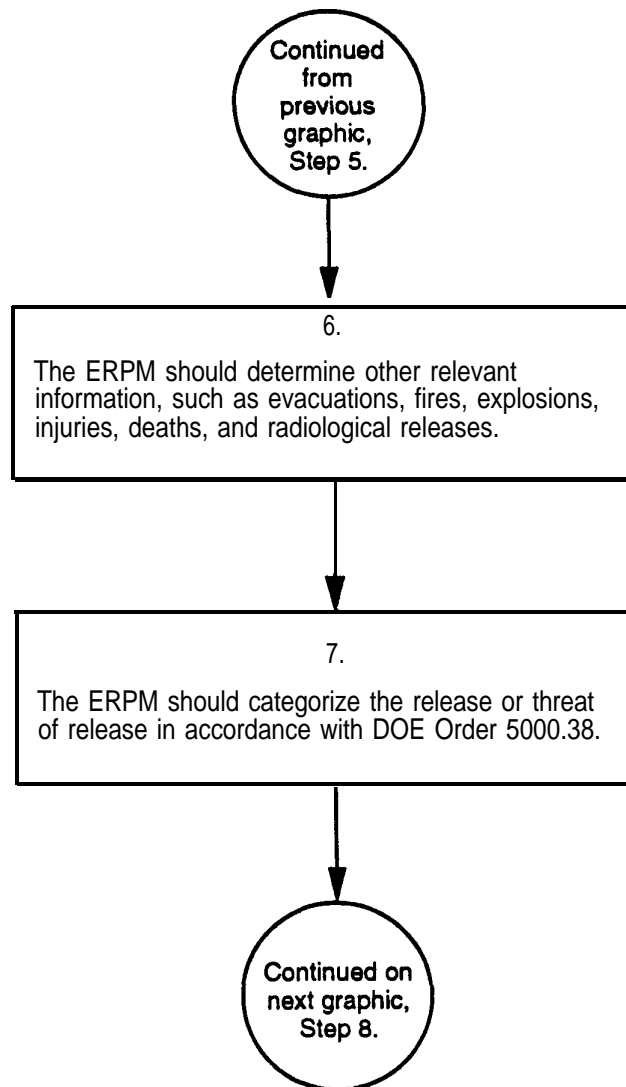 Continued
from
previous
graphic,
Step 5.
6.
The ERPM should determine other relevant
information, such as evacuations, fires, explosions,
injuries, deaths, and radiological releases.
7.
The ERPM should categorize the release or threat
of release in accordance with DOE Order 5000.38.
Continued on
next graphic,
Step 8.